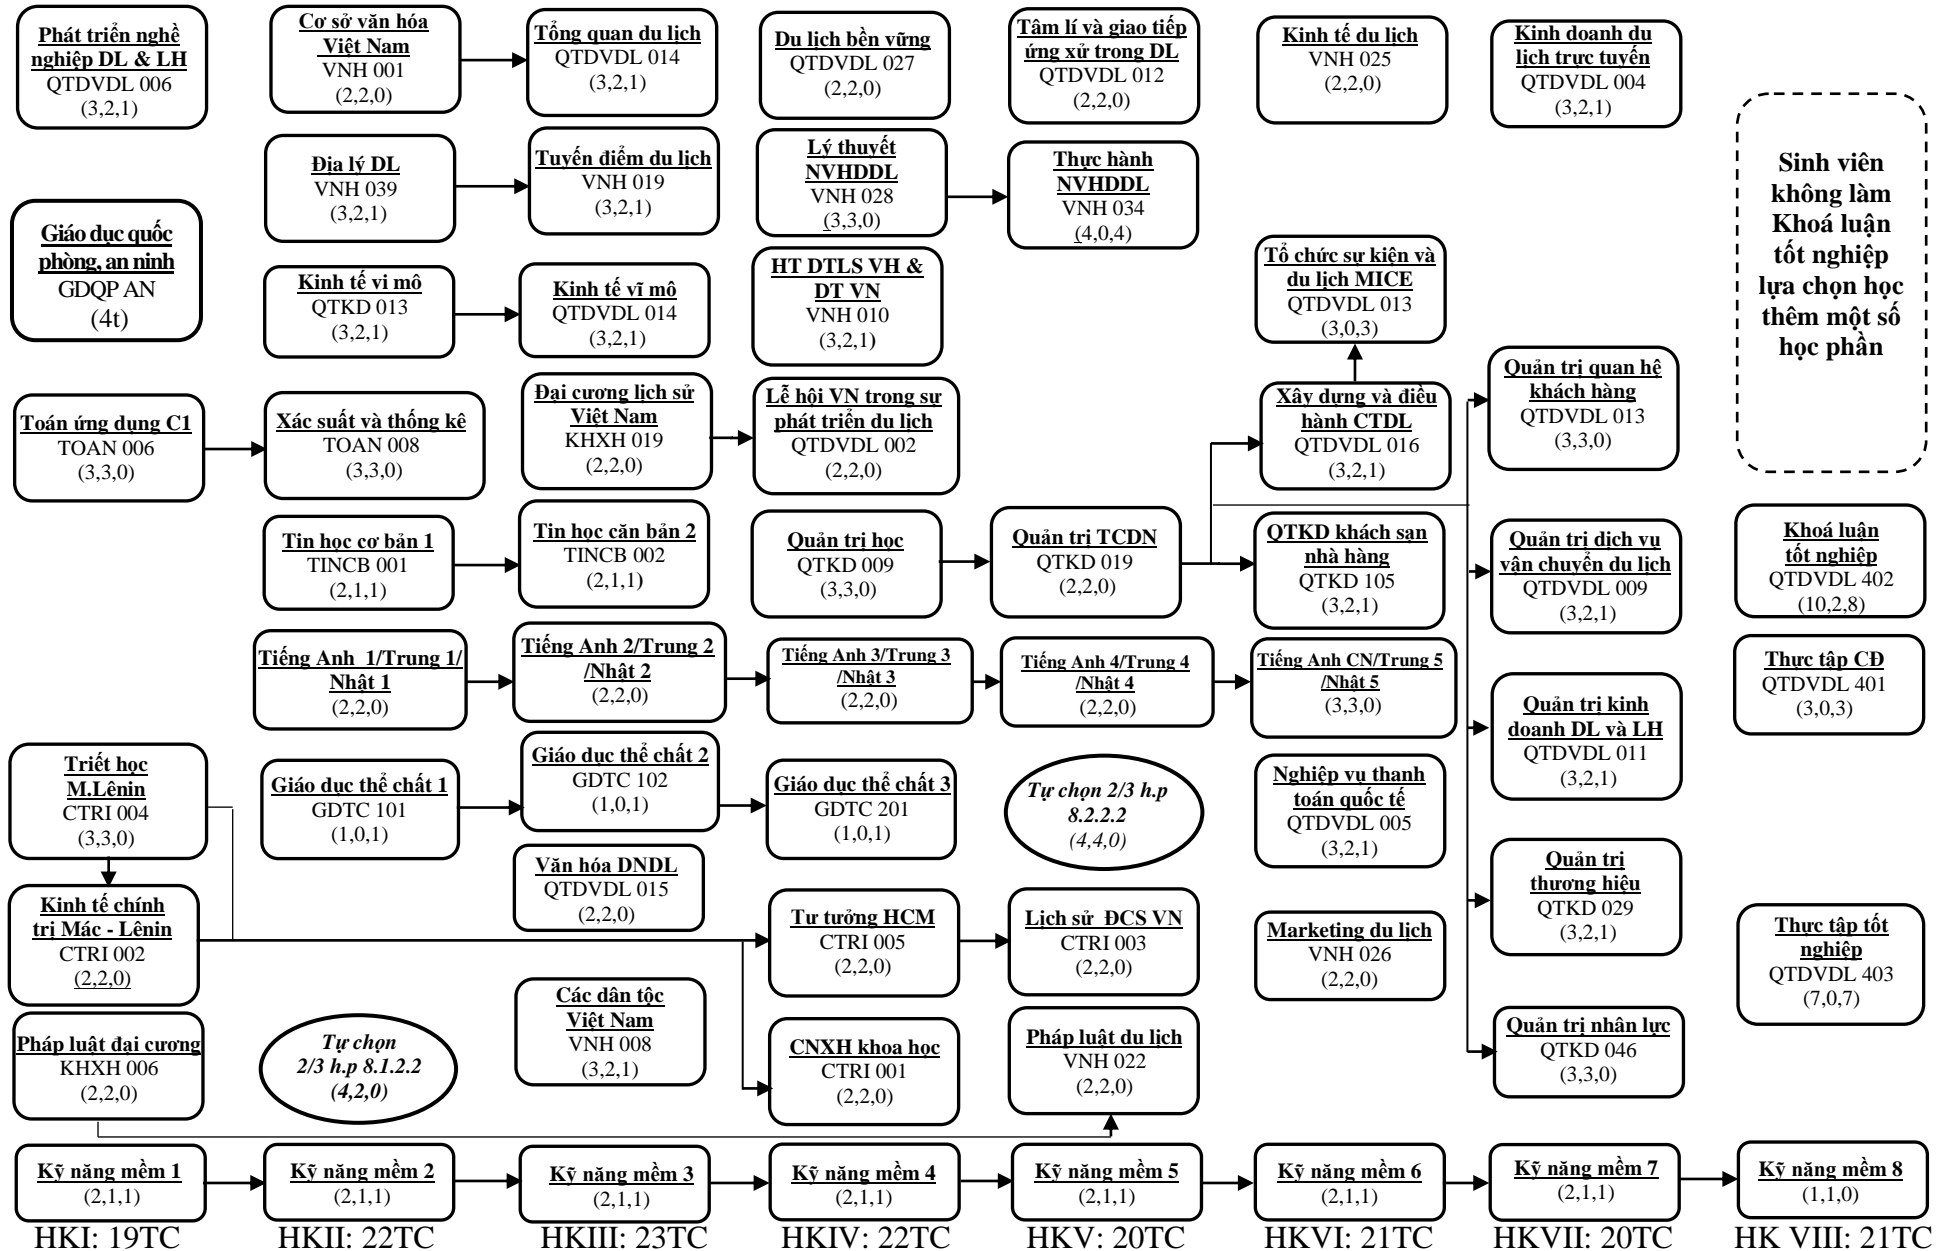 Phát triển nghề
nghiệp DL & LH
QTDVDL 006
(3,2,1)
Giáo dục quốc
phòng, an ninh
GDQP AN
(4t)
Toán ứng dụng C1
TOAN 006
(3,3,0)
Triết học
M.Lênin
CTRI 004
(3,3,0)
Kinh tế chính
trị Mác - Lênin
CTRI 002
(2,2,0)
Pháp luật đại cương
KHXH 006
(2,2,0)
Kỹ năng mềm 1
(2,1,1)
HKI: 19TC
Cơ sở văn hóa
Việt Nam
VNH 001
(2,2,0)
Địa lý DL
VNH 039
(3,2,1)
Kinh tế vi mô
QTKD 013
(3,2,1)
Xác suất và thống kê
TOAN 008
(3,3,0)
Tin học cơ bản 1
TINCB 001
(2,1,1)
Tiếng Anh 1/Trung 1/
Nhật 1
(2,2,0)
Giáo dục thể chất 1
GDTC 101
(1,0,1)
Tự chọn
2/3 h.p 8.1.2.2
(4,2,0)
Kỹ năng mềm 2
(2,1,1)
HKII: 22TC
Tổng quan du lịch
QTDVDL 014
(3,2,1)
Tuyến điểm du lịch
VNH 019
(3,2,1)
Kinh tế vĩ mô
QTDVDL 014
(3,2,1)
Đại cương lịch sử
Việt Nam
KHXH 019
(2,2,0)
Tin học căn bản 2
TINCB 002
(2,1,1)
Tiếng Anh 2/Trung 2
/Nhật 2
(2,2,0)
Giáo dục thể chất 2
GDTC 102
(1,0,1)
Văn hóa DNDL
QTDVDL 015
(2,2,0)
Các dân tộc
Việt Nam
VNH 008
(3,2,1)
Kỹ năng mềm 3
(2,1,1)
HKIII: 23TC
Du lịch bền vững
QTDVDL 027
(2,2,0)
Lý thuyết
NVHDDL
VNH 028
(3,3,0)
HT DTLS VH &
DT VN
VNH 010
(3,2,1)
Lễ hội VN trong sự
phát triển du lịch
QTDVDL 002
(2,2,0)
Quản trị học
QTKD 009
(3,3,0)
Tiếng Anh 3/Trung 3
/Nhật 3
(2,2,0)
Giáo dục thể chất 3
GDTC 201
(1,0,1)
Tư tưởng HCM
CTRI 005
(2,2,0)
CNXH khoa học
CTRI 001
(2,2,0)
Kỹ năng mềm 4
(2,1,1)
HKIV: 22TC
Tâm lí và giao tiếp
ứng xử trong DL
QTDVDL 012
(2,2,0)
Thực hành
NVHDDL
VNH 034
(4,0,4)
Quản trị TCDN
QTKD 019
(2,2,0)
Tiếng Anh 4/Trung 4
/Nhật 4
(2,2,0)
Tự chọn 2/3 h.p
8.2.2.2
(4,4,0)
Lịch sử ĐCS VN
CTRI 003
(2,2,0)
Pháp luật du lịch
VNH 022
(2,2,0)
Kỹ năng mềm 5
(2,1,1)
HKV: 20TC
Kinh tế du lịch
VNH 025
(2,2,0)
Tổ chức sự kiện và
du lịch MICE
QTDVDL 013
(3,0,3)
Xây dựng và điều
hành CTDL
QTDVDL 016
(3,2,1)
QTKD khách sạn
nhà hàng
QTKD 105
(3,2,1)
Tiếng Anh CN/Trung 5
/Nhật 5
(3,3,0)
Nghiệp vụ thanh
toán quốc tế
QTDVDL 005
(3,2,1)
Marketing du lịch
VNH 026
(2,2,0)
Kỹ năng mềm 6
(2,1,1)
HKVI: 21TC
Kinh doanh du
lịch trực tuyến
QTDVDL 004
(3,2,1)
Quản trị quan hệ
khách hàng
QTDVDL 013
(3,3,0)
Quản trị dịch vụ
vận chuyển du lịch
QTDVDL 009
(3,2,1)
Quản trị kinh
doanh DL và LH
QTDVDL 011
(3,2,1)
Quản trị
thương hiệu
QTKD 029
(3,2,1)
Quản trị nhân lực
QTKD 046
(3,3,0)
Kỹ năng mềm 7
(2,1,1)
HKVII: 20TC
Sinh viên
không làm
Khoá luận
tốt nghiệp
lựa chọn học
thêm một số
học phần
Khoá luận
tốt nghiệp
QTDVDL 402
(10,2,8)
Thực tập CĐ
QTDVDL 401
(3,0,3)
Thực tập tốt
nghiệp
QTDVDL 403
(7,0,7)
Kỹ năng mềm 8
(1,1,0)
HK VIII: 21TC